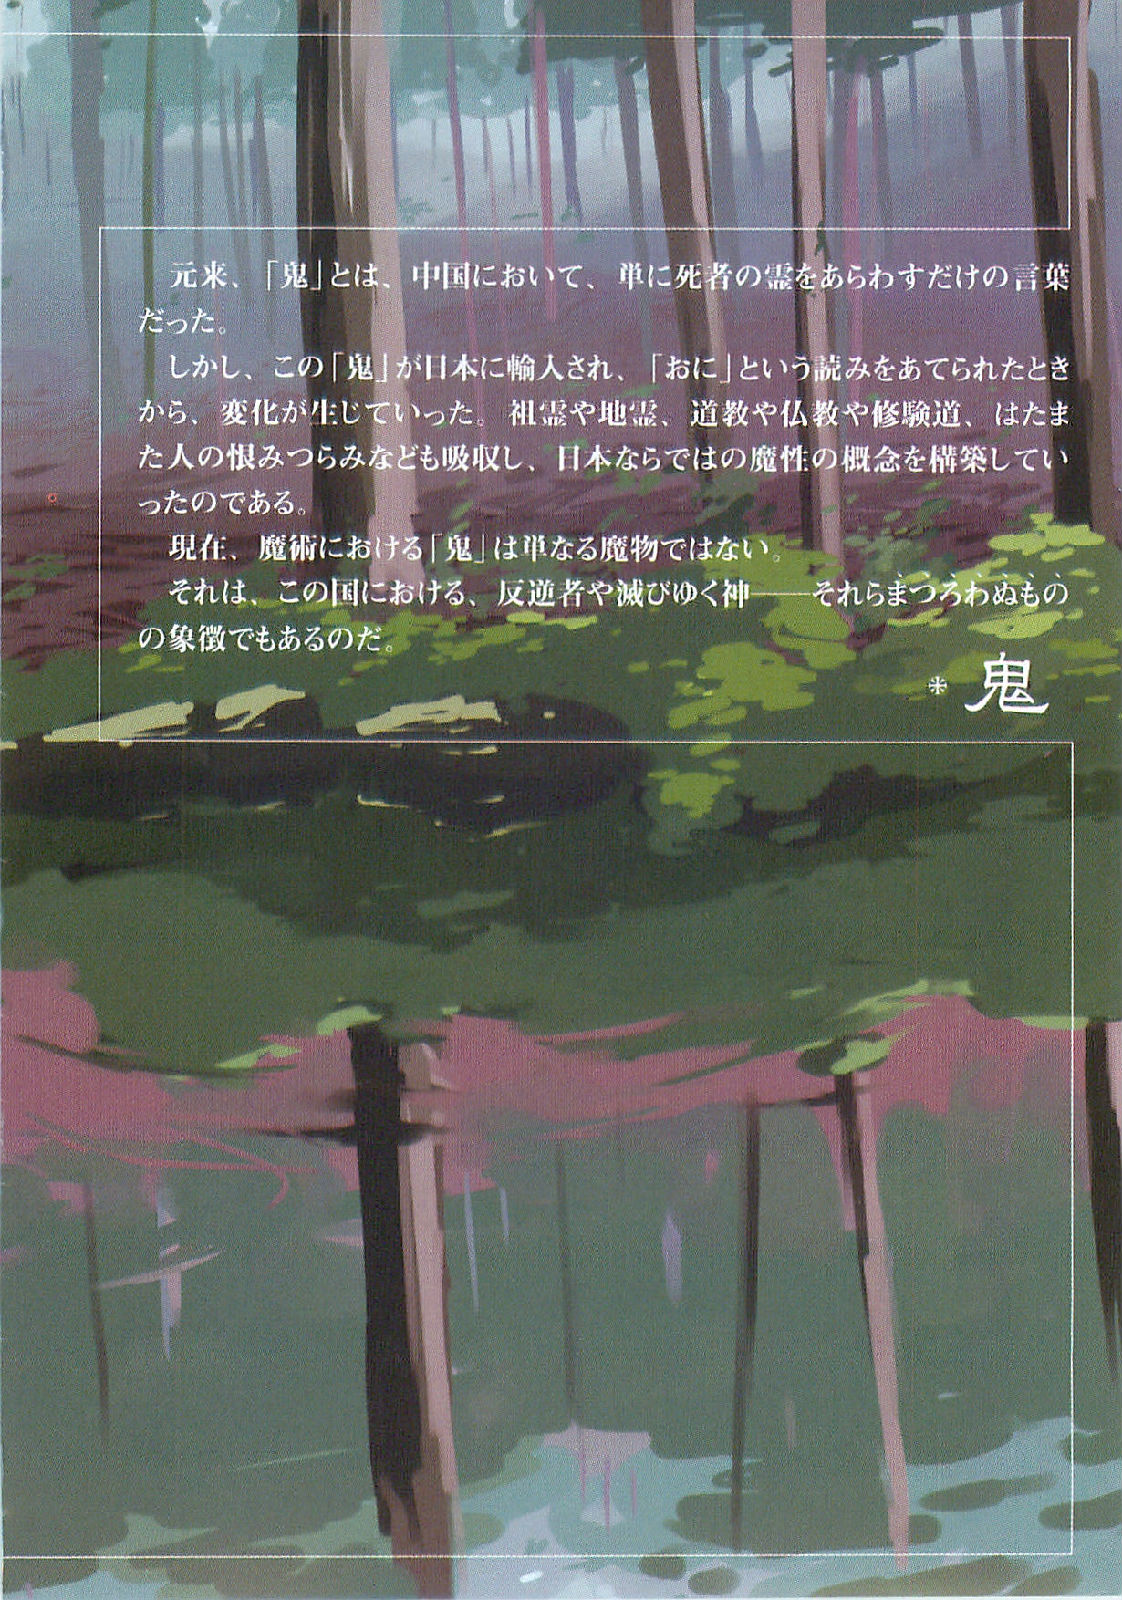 元来、「鬼」とは、中国において、単に死者の霊をあらわすだけの言葉
だった。
しかし、この「鬼」が日本に輸入され、「おに」という読みをあてられたとき
から、変化が生じていった。祖霊や地霊、道教や仏教や修験道、はたま
た人の恨みつらみなども吸収し、日本ならではの魔性の概念を構築してい
ったのである。
現在、魔術における「鬼」は単なる魔物ではない。
それは、この国における、反逆者や滅びゆく神――それらまつろわぬもの
の象徴でもあるのだ。
＊鬼